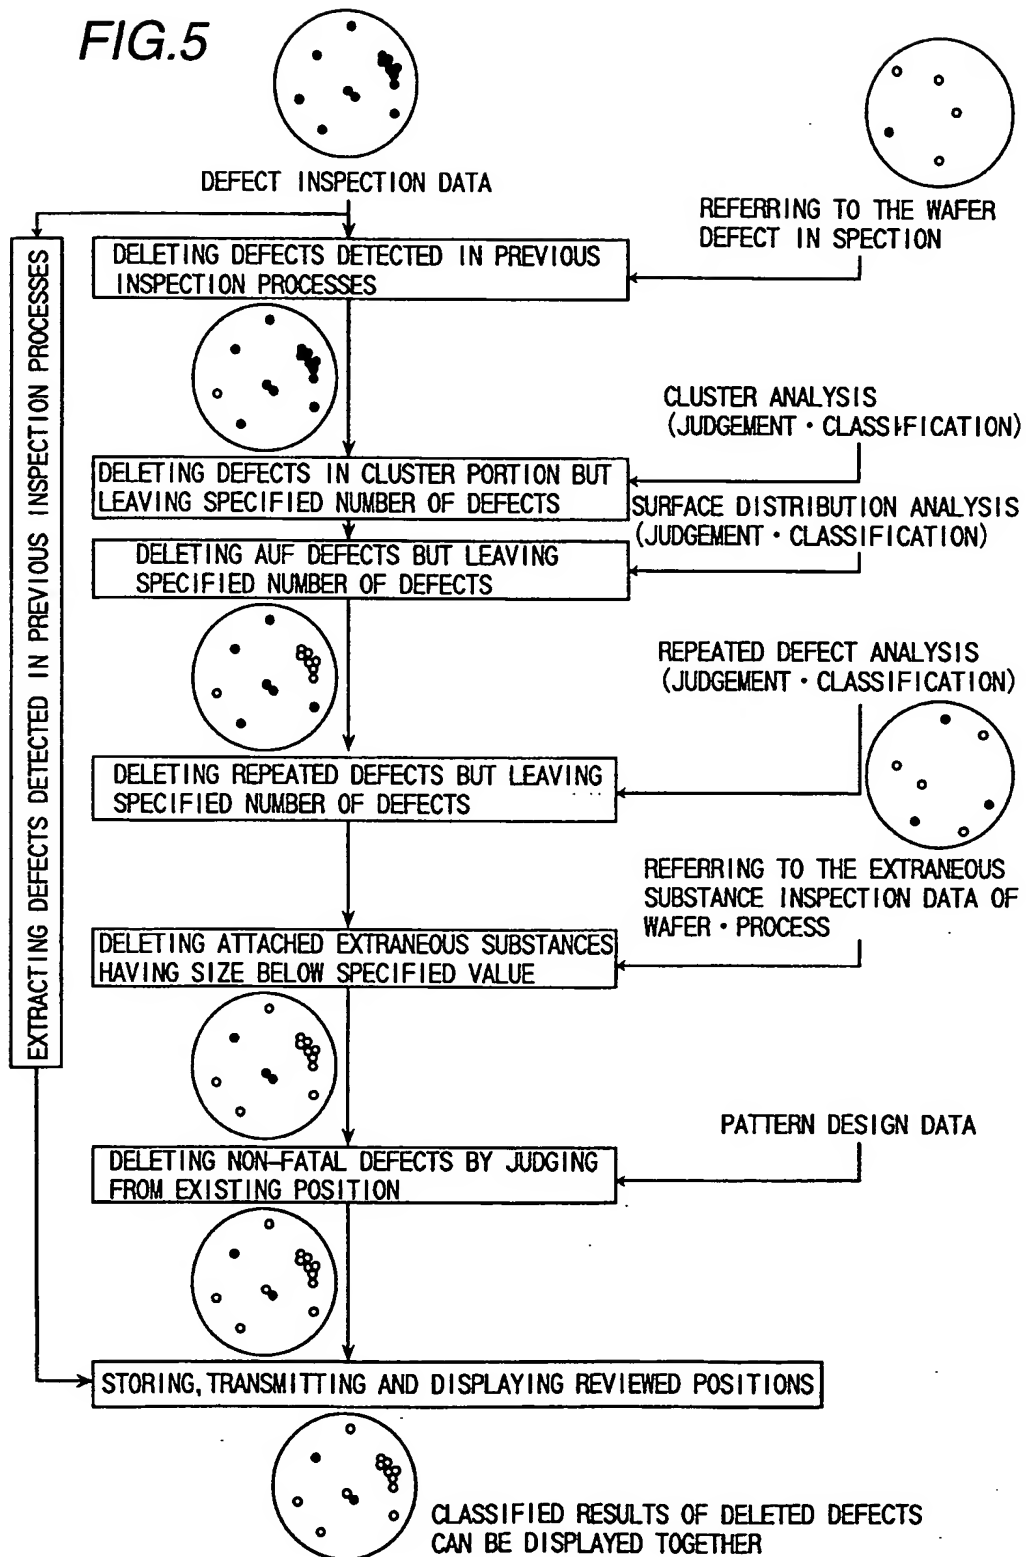 FIG.5
DEFECT INSPECTION DATA
REFERRING TO THE WAFER
DEFECT IN SPECTION
EXTRACTING DEFECTS DETECTED IN PREVIOUS INSPECTION PROCESSES
DELETING DEFECTS DETECTED IN PREVIOUS
INSPECTION PROCESSES
CLUSTER ANALYSIS
(JUDGEMENT・CLASSIFICATION)
DELETING DEFECTS IN CLUSTER PORTION BUT
LEAVING SPECIFIED NUMBER OF DEFECTS
SURFACE DISTRIBUTION ANALYSIS
(JUDGEMENT・CLASSIFICATION)
DELETING AUF DEFECTS BUT LEAVING
SPECIFIED NUMBER OF DEFECTS
REPEATED DEFECT ANALYSIS
(JUDGEMENT・CLASSIFICATION)
DELETING REPEATED DEFECTS BUT LEAVING
SPECIFIED NUMBER OF DEFECTS
REFERRING TO THE EXTRANEOUS
SUBSTANCE INSPECTION DATA OF
WAFER・PROCESS
DELETING ATTACHED EXTRANEOUS SUBSTANCES
HAVING SIZE BELOW SPECIFIED VALUE
PATTERN DESIGN DATA
DELETING NON-FATAL DEFECTS BY JUDGING
FROM EXISTING POSITION
STORING, TRANSMITTING AND DISPLAYING REVIEWED POSITIONS
CLASSIFIED RESULTS OF DELETED DEFECTS
CAN BE DISPLAYED TOGETHER